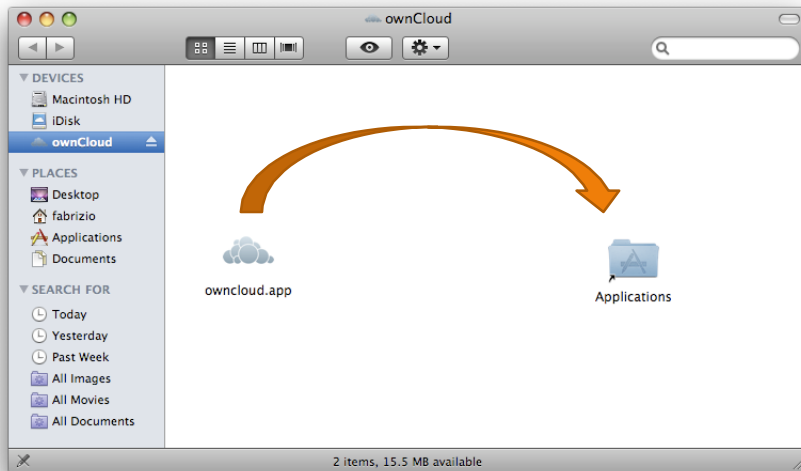 ownCloud
DEVICES
Macintosh HD
iDisk
ownCloud
PLACES
Desktop
fabrizio
Applications
Documents
SEARCH FOR
Today
Yesterday
Past Week
All Images
All Movies
All Documents
owncloud.app
Applications
2 items, 15.5 MB available